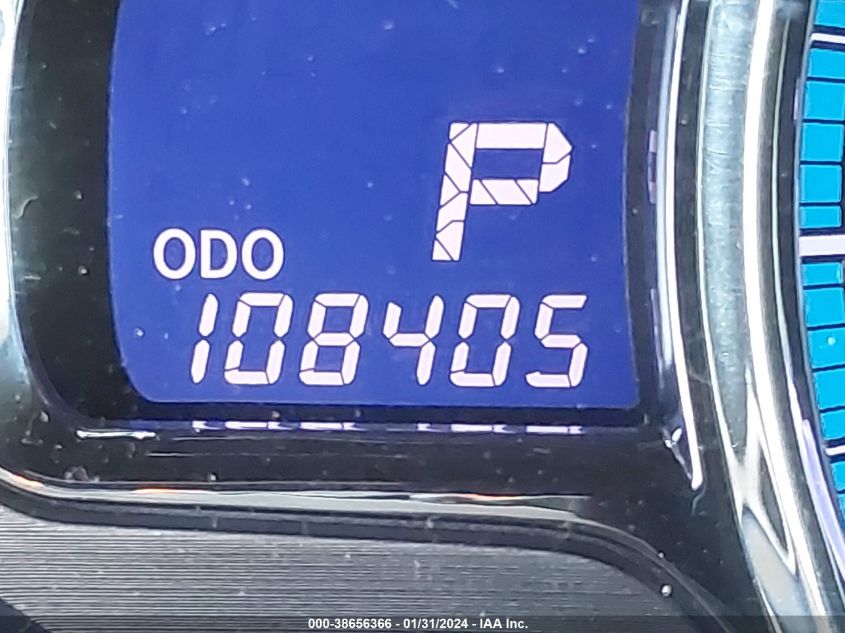 P
ODO
108405
000-38656366 - 01/31/2024 - IAA Inc.